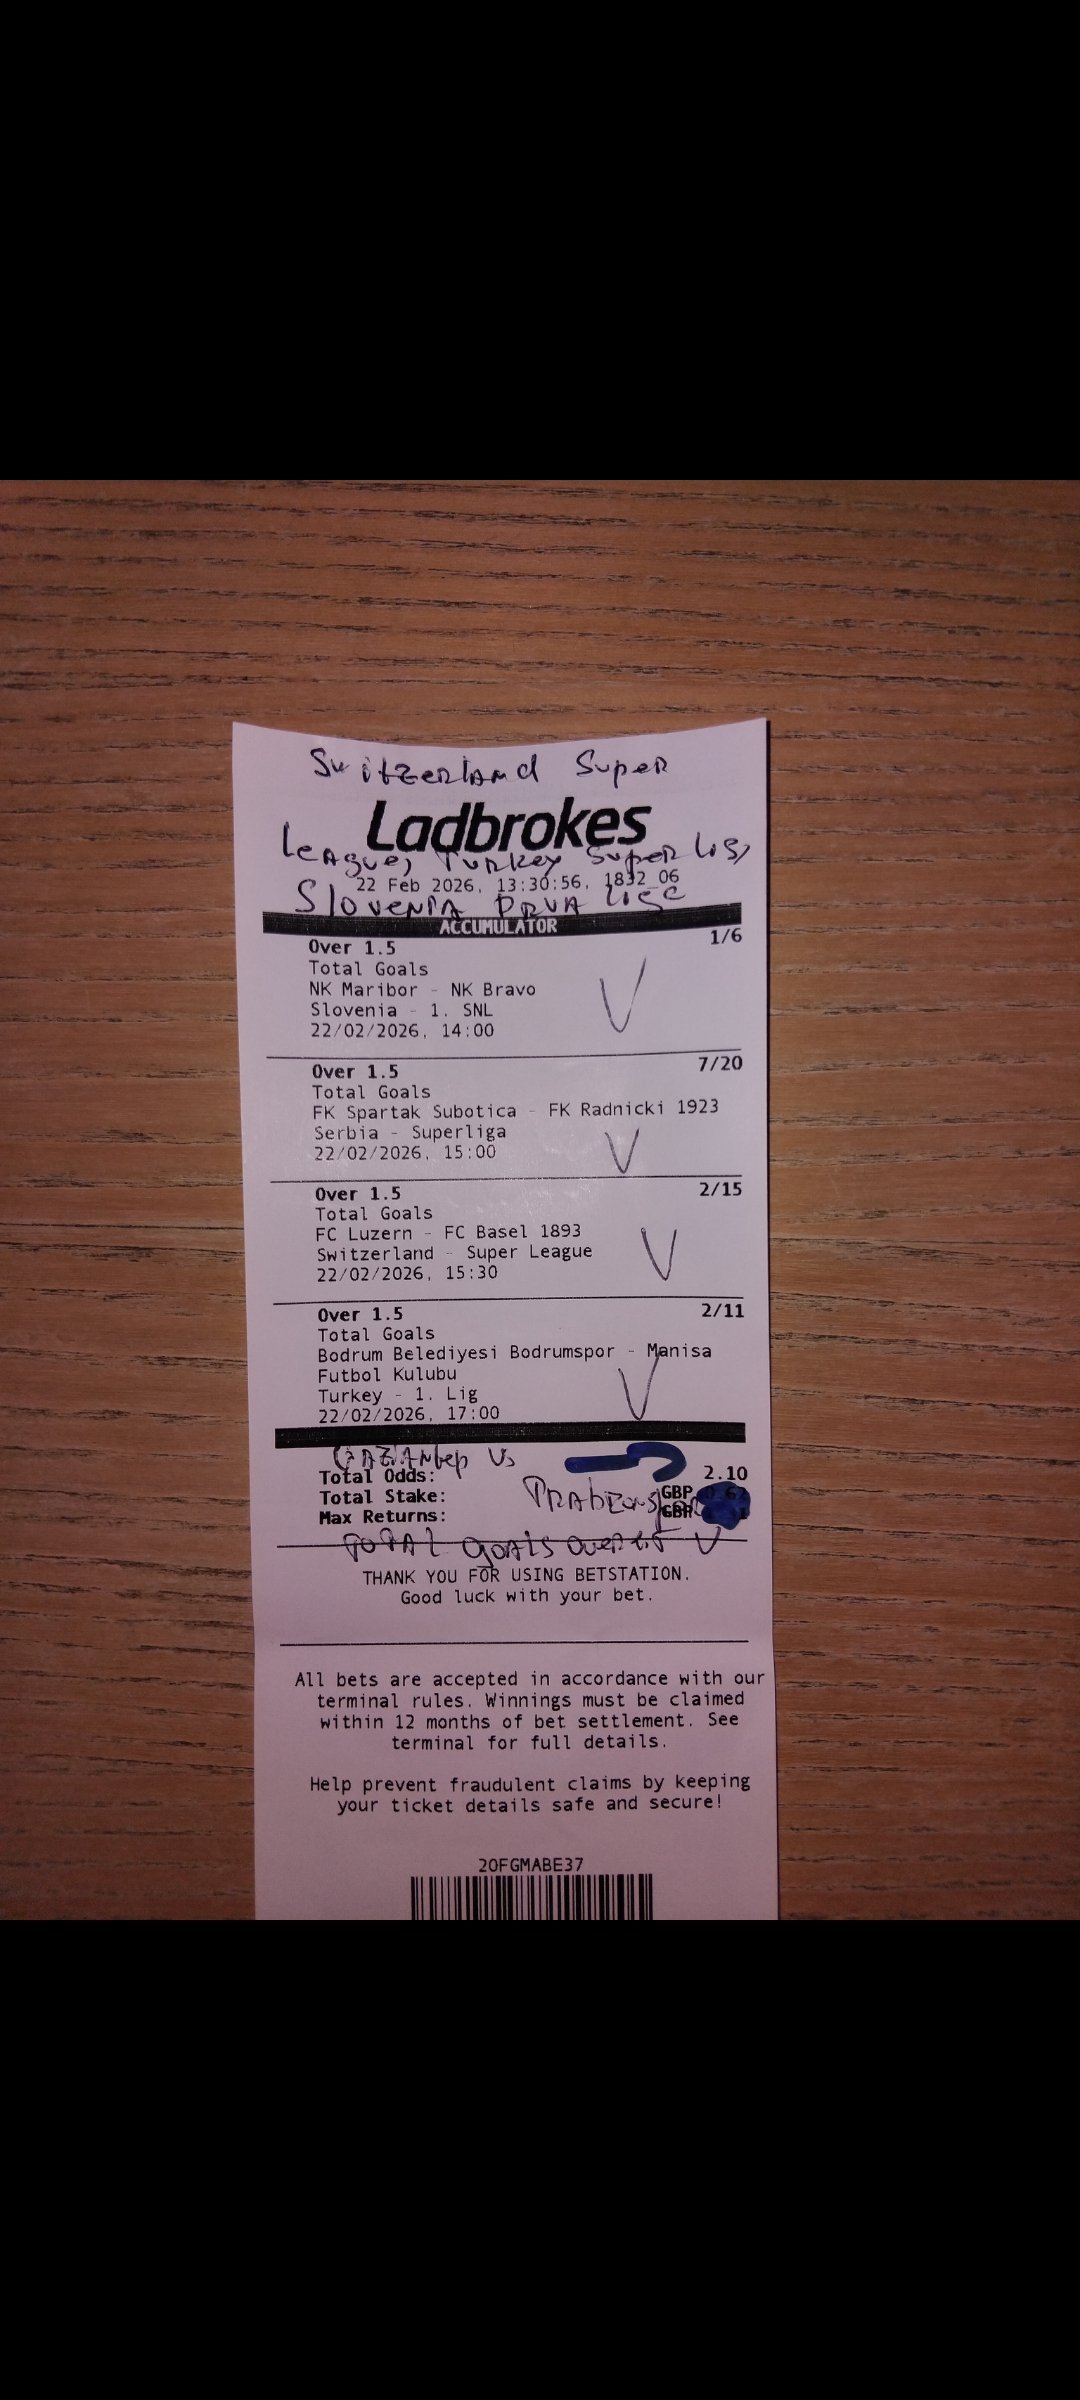 Switzerland Super
Ladbrokes
League, Turkey Super Lig,
22 Feb 2026, 13:30:56, 1832_06
Slovenia PRVA Lige
ACCUMULATOR
Over 1.5 1/6
Total Goals
NK Maribor - NK Bravo
Slovenia - 1. SNL
22/02/2026, 14:00
Over 1.5 7/20
Total Goals
FK Spartak Subotica - FK Radnicki 1923
Serbia - Superliga
22/02/2026, 15:00
Over 1.5 2/15
Total Goals
FC Luzern - FC Basel 1893
Switzerland - Super League
22/02/2026, 15:30
Over 1.5 2/11
Total Goals
Bodrum Belediyesi Bodrumspor - Manisa
Futbol Kulubu
Turkey - 1. Lig
22/02/2026, 17:00
Gaziantep Vs
Total Odds: 2.10
Total Stake: GBP
Max Returns: GBP
Total goals over
THANK YOU FOR USING BETSTATION.
Good luck with your bet.
All bets are accepted in accordance with our
terminal rules. Winnings must be claimed
within 12 months of bet settlement. See
terminal for full details.
Help prevent fraudulent claims by keeping
your ticket details safe and secure!
20FGMABE37